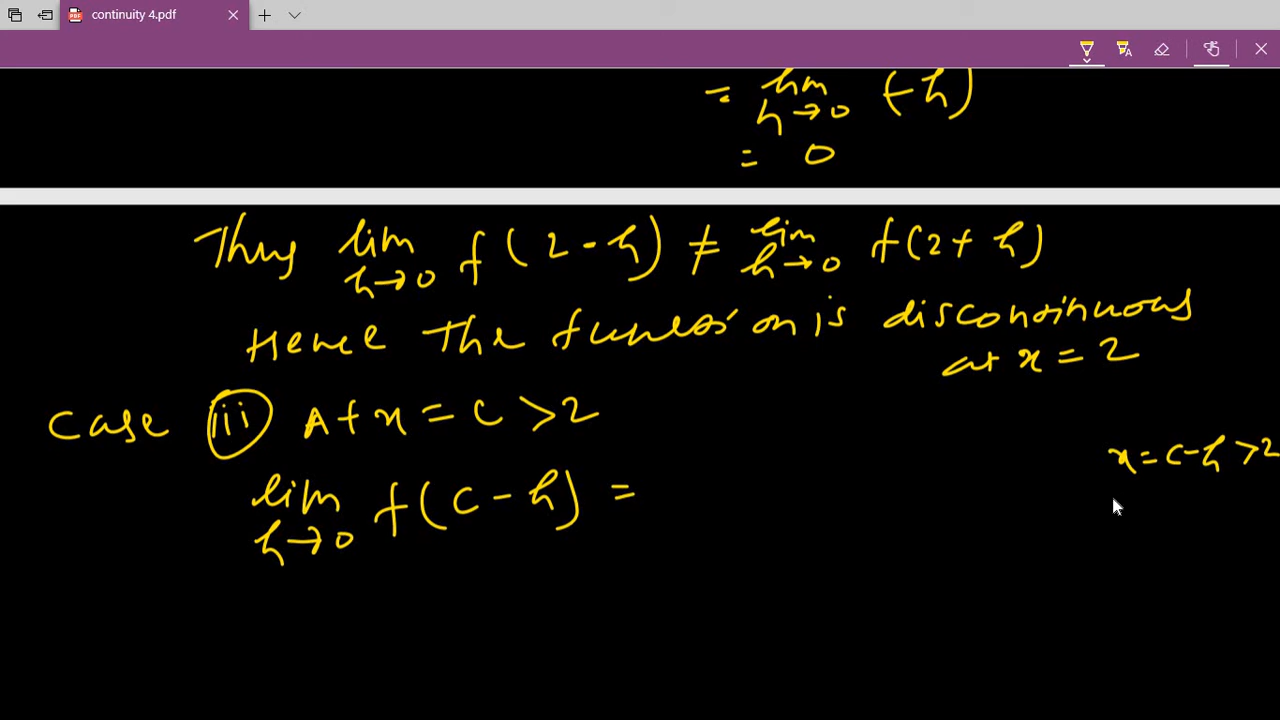 continuity 4.pdf
= lim h→0 (-h)
= 0
Thus lim h→0 f(2-h) ≠ lim h→0 f(2+h)
Hence the function is discontinuous
at x = 2
Case (iii) At x = c > 2
x = c-h > 2
lim h→0 f(c-h) =